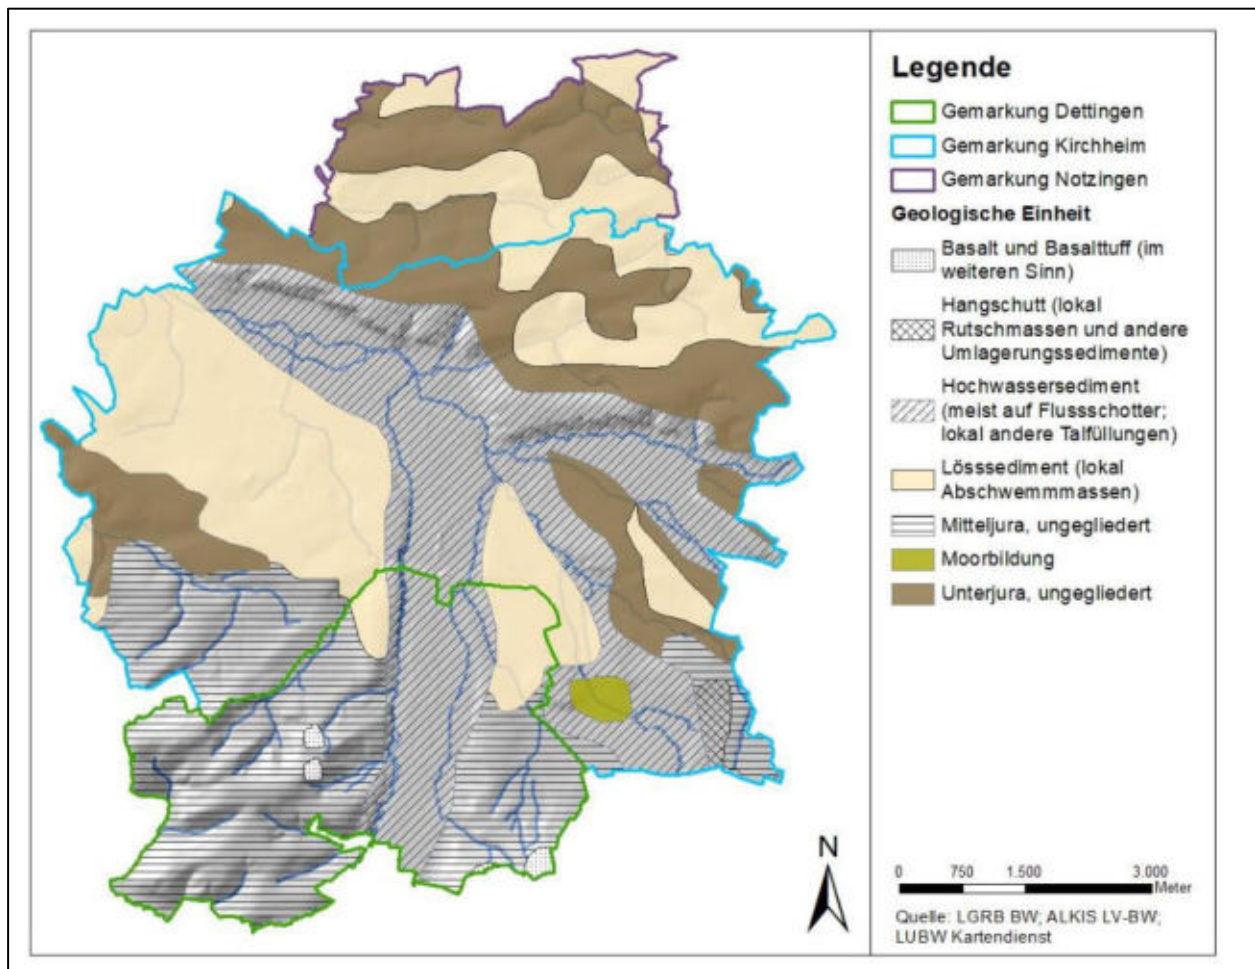 Legende
Gemarkung Dettingen
Gemarkung Kirchheim
Gemarkung Notzingen
Geologische Einheit
Basalt und Basalttuff (im
weiteren Sinn)
Hangschutt (lokal
Rutschmassen und andere
Umlagerungssedimente)
Hochwassersediment
(meist auf Flussschotter;
lokal andere Talfüllungen)
Lösssediment (lokal
Abschwemmmassen)
Mitteljura, ungegliedert
Moorbildung
Unterjura, ungegliedert
N
0 750 1.500 3.000
Meter
Quelle: LGRB BW; ALKIS LV-BW;
LUBW Kartendienst